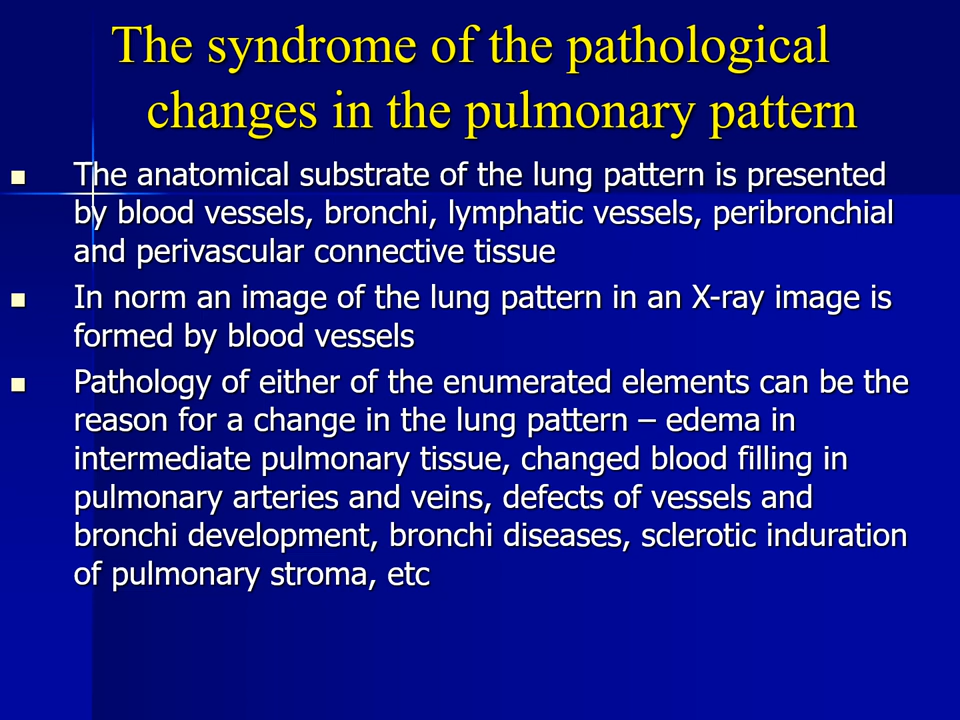 The syndrome of the pathological
changes in the pulmonary pattern
The anatomical substrate of the lung pattern is presented
by blood vessels, bronchi, lymphatic vessels, peribronchial
and perivascular connective tissue
In norm an image of the lung pattern in an X-ray image is
formed by blood vessels
Pathology of either of the enumerated elements can be the
reason for a change in the lung pattern – edema in
intermediate pulmonary tissue, changed blood filling in
pulmonary arteries and veins, defects of vessels and
bronchi development, bronchi diseases, sclerotic induration
of pulmonary stroma, etc